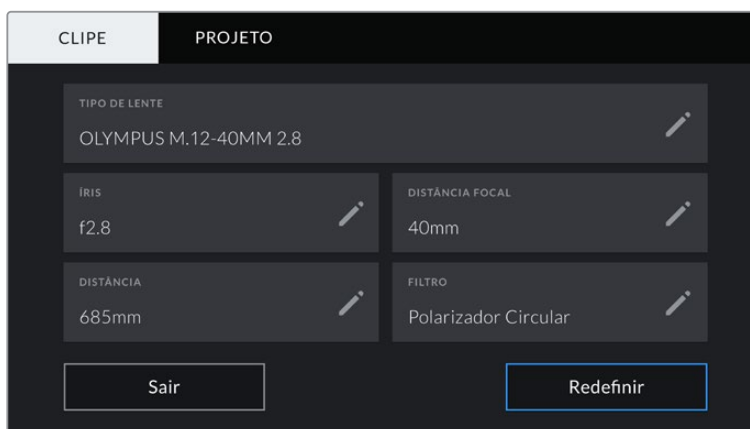 CLIPE PROJETO
TIPO DE LENTE
OLYMPUS M.12-40MM 2.8
ÍRIS DISTÂNCIA FOCAL
f2.8 40mm
DISTÂNCIA FILTRO
685mm Polarizador Circular
Sair Redefinir